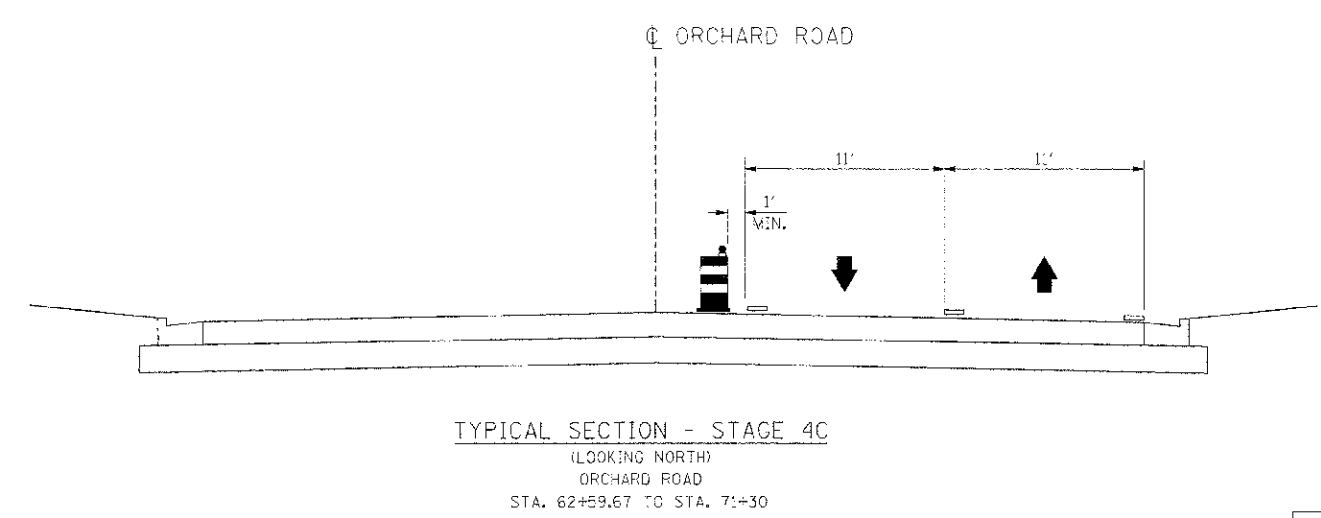 ℄ ORCHARD ROAD
11' 11'
1'
MIN.
TYPICAL SECTION - STAGE 4C
(LOOKING NORTH)
ORCHARD ROAD
STA. 62+59.67 TO STA. 71+30